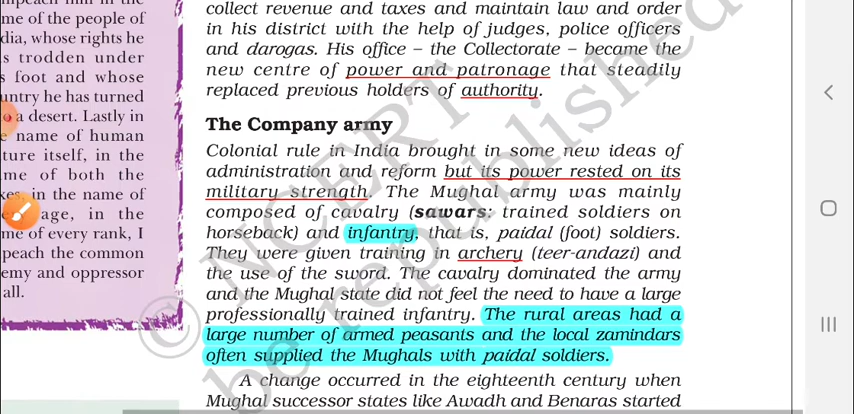 me of the people of
dia, whose rights he
s trodden under
s foot and whose
untry he has turned
o a desert. Lastly in
name of human
ture itself, in the
me of both the
xes, in the name of
age, in the
me of every rank, I
peach the common
emy and oppressor
all.
collect revenue and taxes and maintain law and order
in his district with the help of judges, police officers
and darogas. His office – the Collectorate – became the
new centre of power and patronage that steadily
replaced previous holders of authority.
The Company army
Colonial rule in India brought in some new ideas of
administration and reform but its power rested on its
military strength. The Mughal army was mainly
composed of cavalry (sawars: trained soldiers on
horseback) and infantry, that is, paidal (foot) soldiers.
They were given training in archery (teer-andazi) and
the use of the sword. The cavalry dominated the army
and the Mughal state did not feel the need to have a large
professionally trained infantry. The rural areas had a
large number of armed peasants and the local zamindars
often supplied the Mughals with paidal soldiers.
A change occurred in the eighteenth century when
Mughal successor states like Awadh and Benaras started
© NCERT
be republished